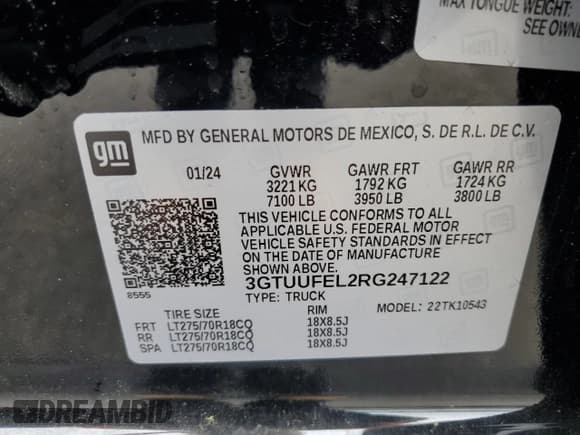 MAX TONGUE WEIGHT:
SEE OWNE
gm
MFD BY GENERAL MOTORS DE MEXICO, S. DE R.L. DE C.V.
01/24 GVWR GAWR FRT GAWR RR
3221 KG 1792 KG 1724 KG
7100 LB 3950 LB 3800 LB
THIS VEHICLE CONFORMS TO ALL
APPLICABLE U.S. FEDERAL MOTOR
VEHICLE SAFETY STANDARDS IN EFFECT
ON THE DATE OF MANUFACTURE
SHOWN ABOVE.
8555
3GTUUFEL2RG247122
TYPE: TRUCK MODEL: 22TK10543
TIRE SIZE RIM
FRT LT275/70R18CQ 18X8.5J
RR LT275/70R18CQ 18X8.5J
SPA LT275/70R18CQ 18X8.5J
DREAMBID